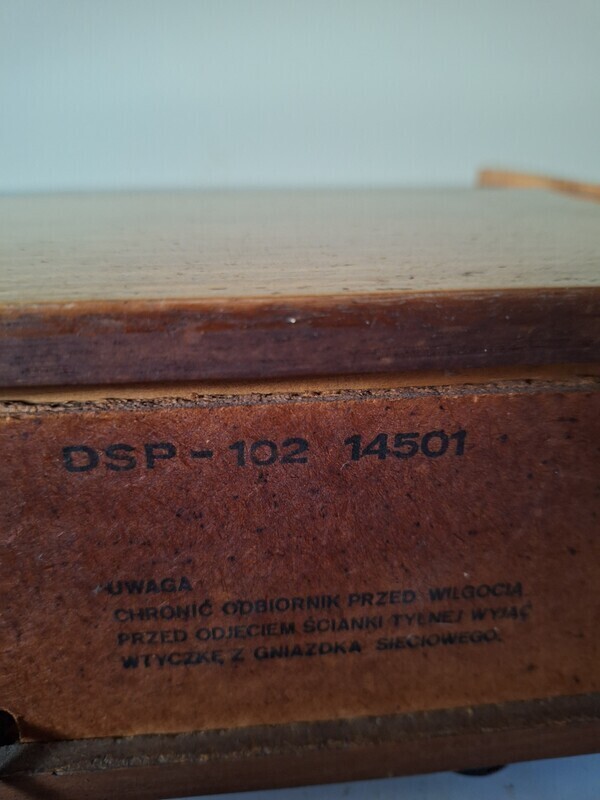 DSP-102 14501
UWAGA
CHRONIĆ ODBIORNIK PRZED WILGOCIĄ
PRZED ODJĘCIEM ŚCIANKI TYLNEJ WYJĄĆ
WTYCZKĘ Z GNIAZDKA SIECIOWEGO.